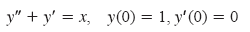 y″ + y′ = x, y(0) = 1, y′(0) = 0